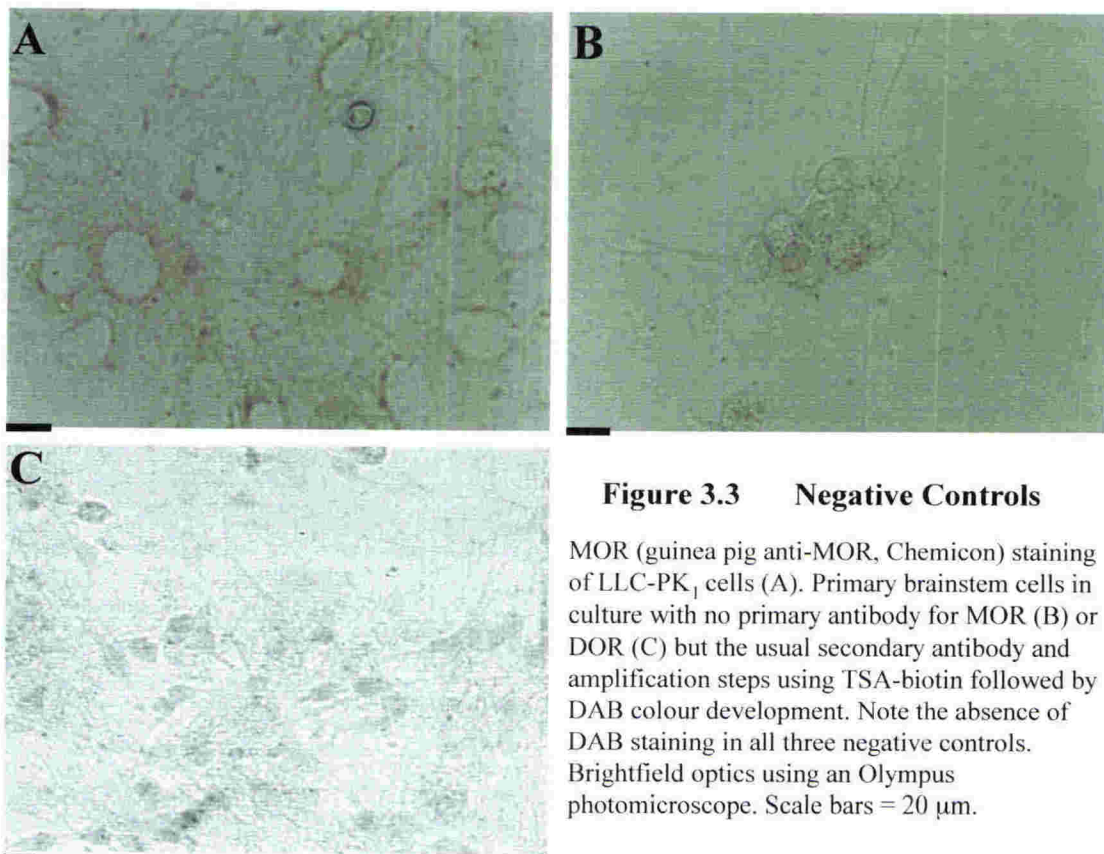 A
B
C
Figure 3.3 Negative Controls
MOR (guinea pig anti-MOR, Chemicon) staining
of LLC-PK1 cells (A). Primary brainstem cells in
culture with no primary antibody for MOR (B) or
DOR (C) but the usual secondary antibody and
amplification steps using TSA-biotin followed by
DAB colour development. Note the absence of
DAB staining in all three negative controls.
Brightfield optics using an Olympus
photomicroscope. Scale bars = 20 μm.